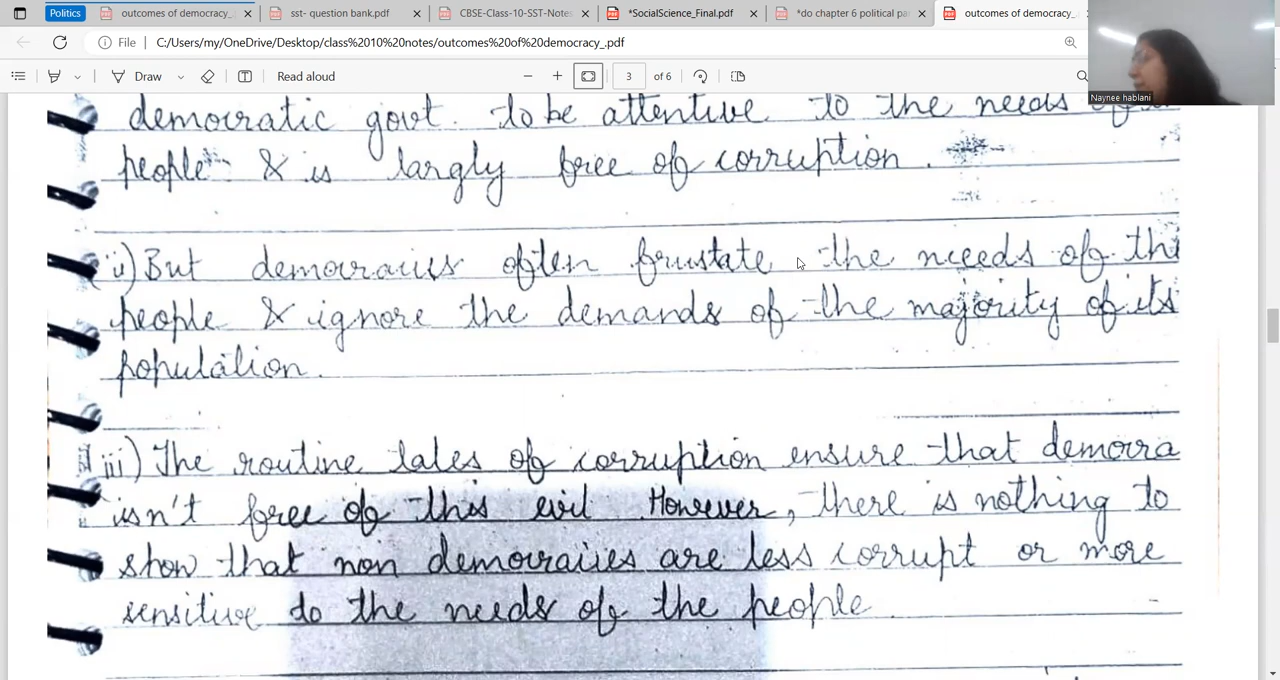 Politics outcomes of democracy_. sst- question bank.pdf CBSE-Class-10-SST-Notes *SocialScience_Final.pdf *do chapter 6 political pa outcomes of democracy_.
File C:/Users/my/OneDrive/Desktop/class%2010%20notes/outcomes%20of%20democracy_.pdf
Draw Read aloud 3 of 6
Naynee hablani
democratic govt to be attentive to the needs of
people & is largly free of corruption.
ii) But democracies often frustate the needs of the
people & ignore the demands of the majority of its
population.
iii) The routine tales of corruption ensure that democra
isn't free of this evil. However, there is nothing to
show that non democracies are less corrupt or more
sensitive to the needs of the people